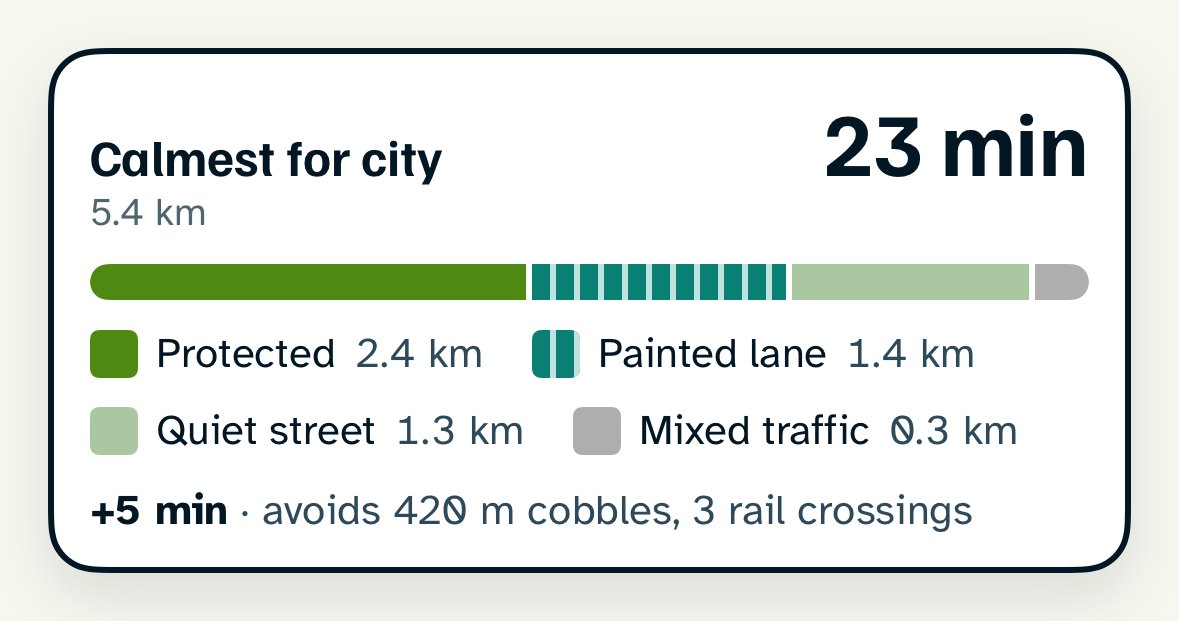 Calmest for city
23 min
5.4 km
Protected 2.4 km
Painted lane 1.4 km
Quiet street 1.3 km
Mixed traffic 0.3 km
+5 min · avoids 420 m cobbles, 3 rail crossings